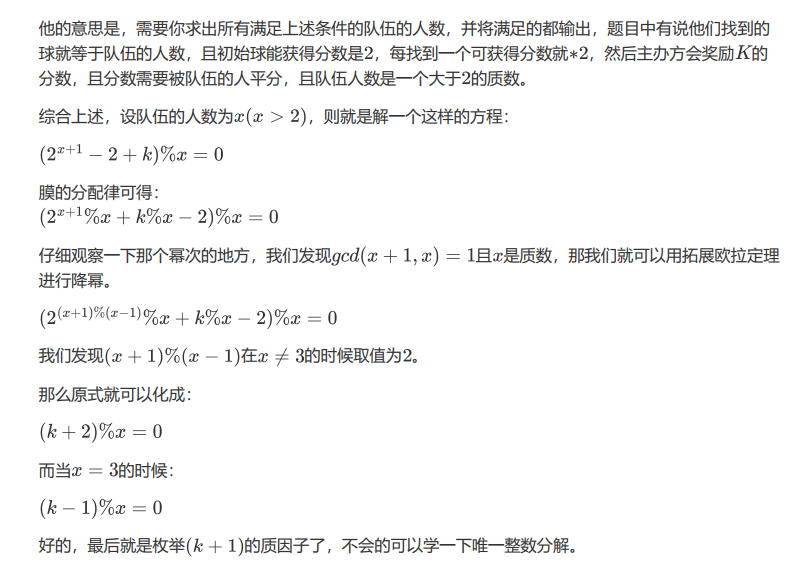 他的意思是，需要你求出所有满足上述条件的队伍的人数，并将满足的都输出，题目中有说他们找到的
球就等于队伍的人数，且初始球能获得分数是2，每找到一个可获得分数就*2，然后主办方会奖励K的
分数，且分数需要被队伍的人平分，且队伍人数是一个大于2的质数。
综合上述，设队伍的人数为x(x > 2)，则就是解一个这样的方程：
(2^{x+1} − 2 + k)%x = 0
膜的分配律可得：
(2^{x+1}%x + k%x − 2)%x = 0
仔细观察一下那个幂次的地方，我们发现gcd(x + 1, x) = 1且x是质数，那我们就可以用拓展欧拉定理
进行降幂。
(2^{(x+1)%(x−1)}%x + k%x − 2)%x = 0
我们发现(x + 1)%(x − 1)在x ≠ 3的时候取值为2。
那么原式就可以化成：
(k + 2)%x = 0
而当x = 3的时候：
(k − 1)%x = 0
好的，最后就是枚举(k + 1)的质因子了，不会的可以学一下唯一整数分解。